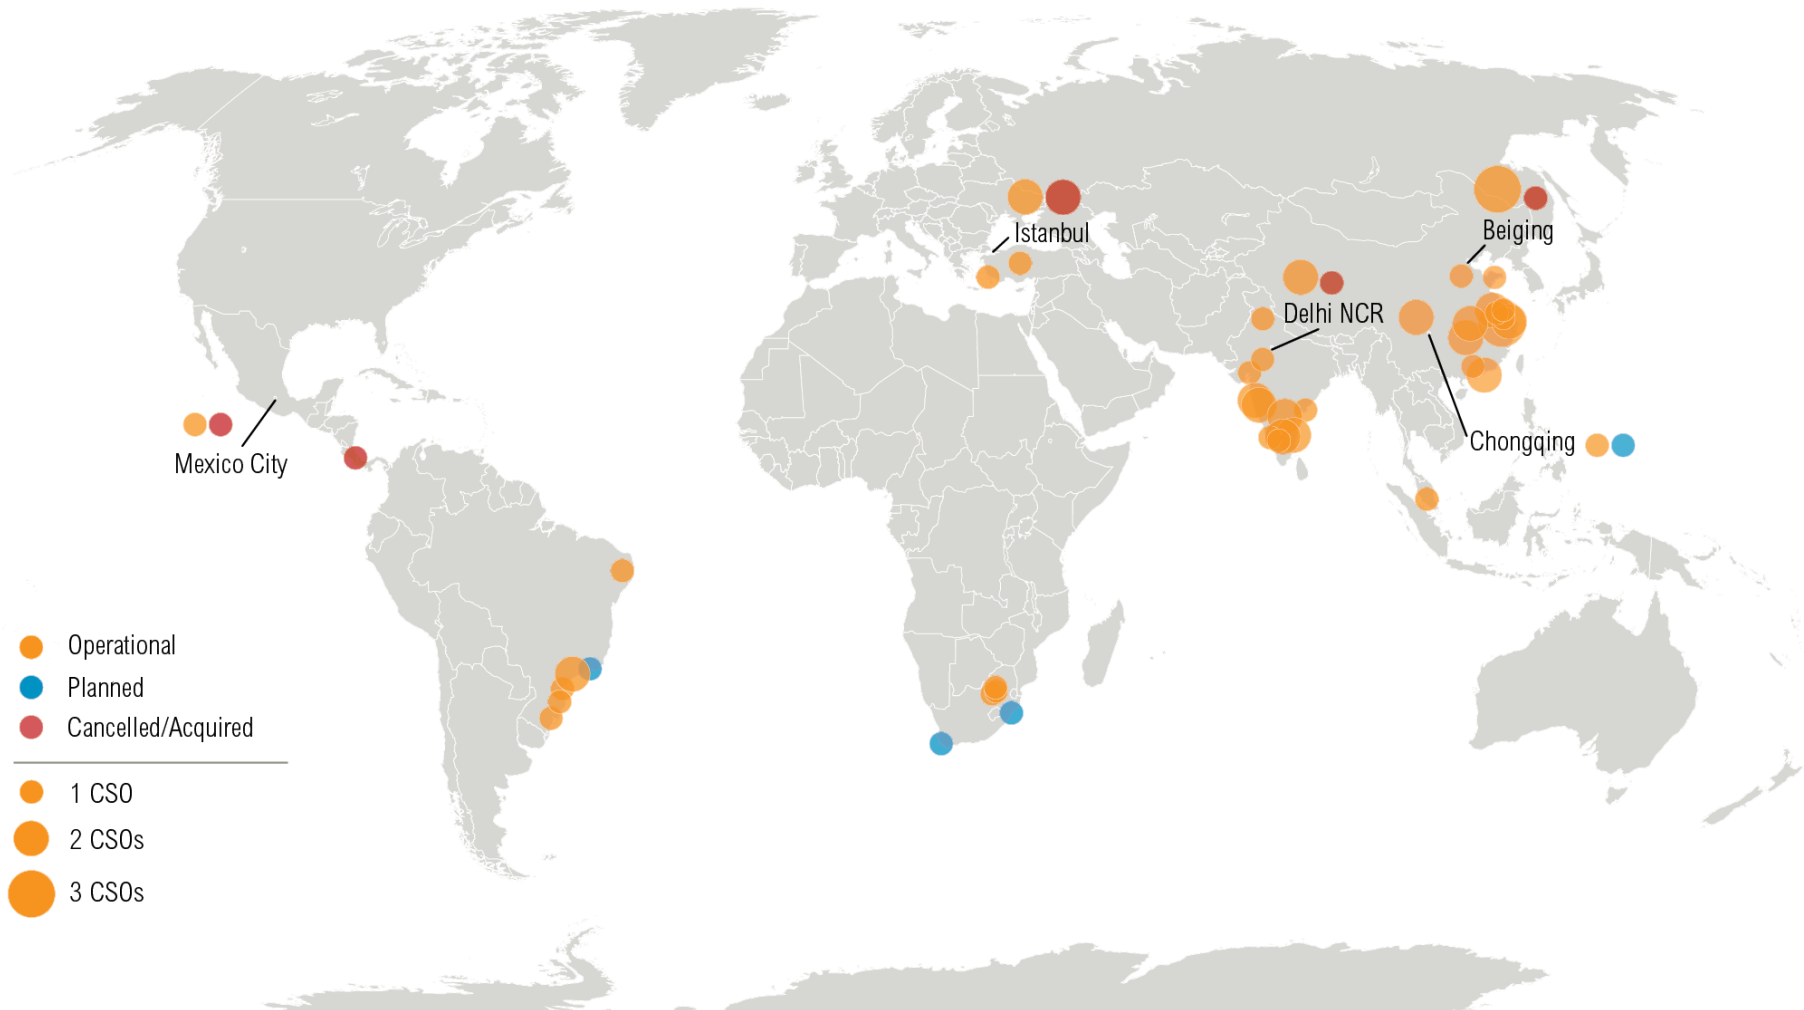 Istanbul
Beiging
Delhi NCR
Chongqing
Mexico City
Operational
Planned
Cancelled/Acquired
1 CSO
2 CSOs
3 CSOs